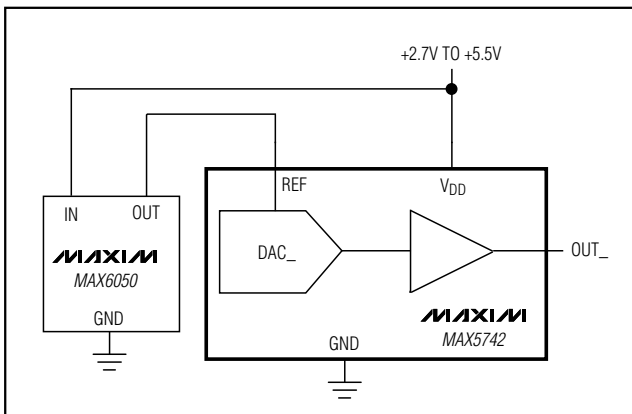 +2.7V TO +5.5V
IN OUT
MAXIM
MAX6050
GND
REF
VDD
DAC_
OUT_
MAXIM
MAX5742
GND